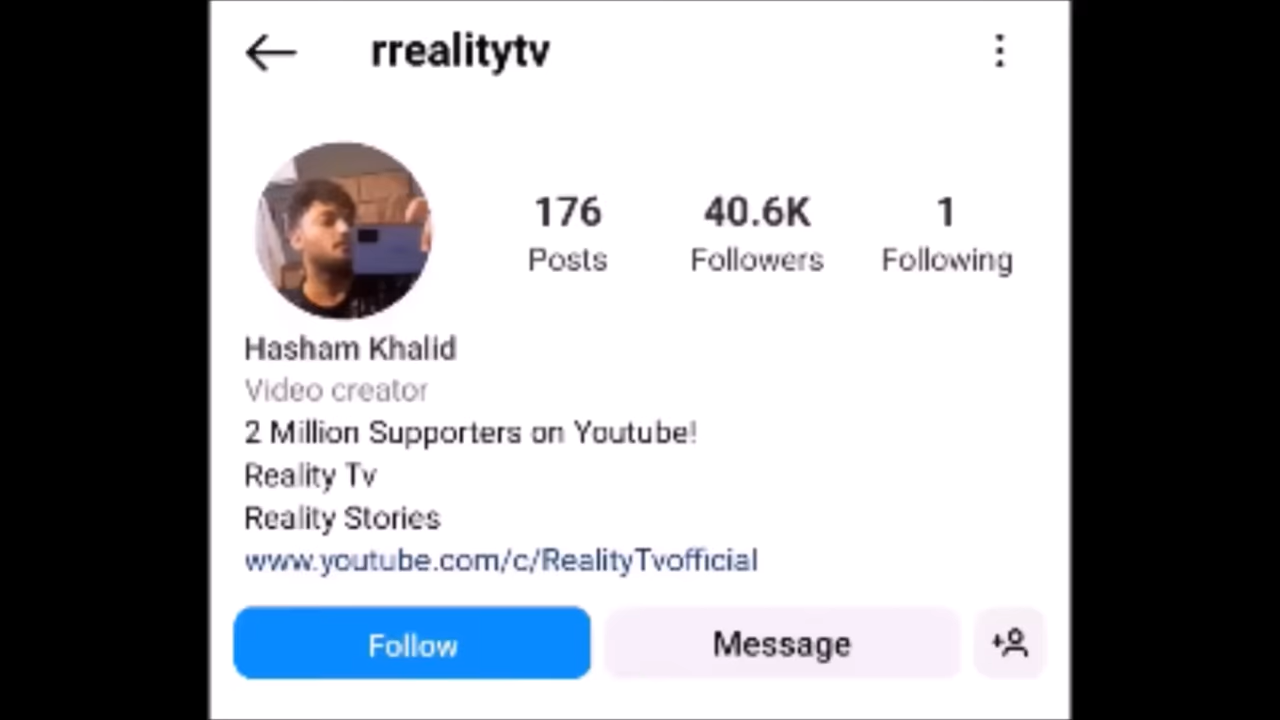 rrealitytv
176 40.6K 1
Posts Followers Following
Hasham Khalid
Video creator
2 Million Supporters on Youtube!
Reality Tv
Reality Stories
www.youtube.com/c/RealityTvofficial
Follow Message